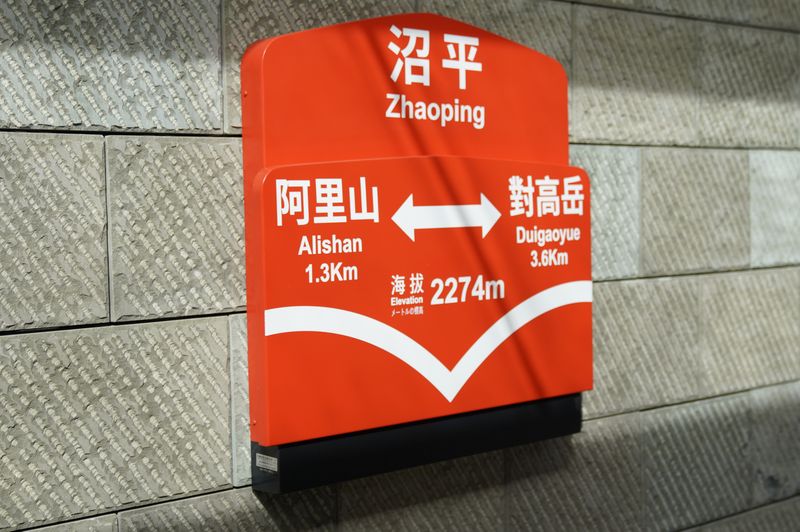 沼平
Zhaoping
阿里山
Alishan
1.3Km
對高岳
Duigaoyue
3.6Km
海拔
Elevation
メートルの標高
2274m